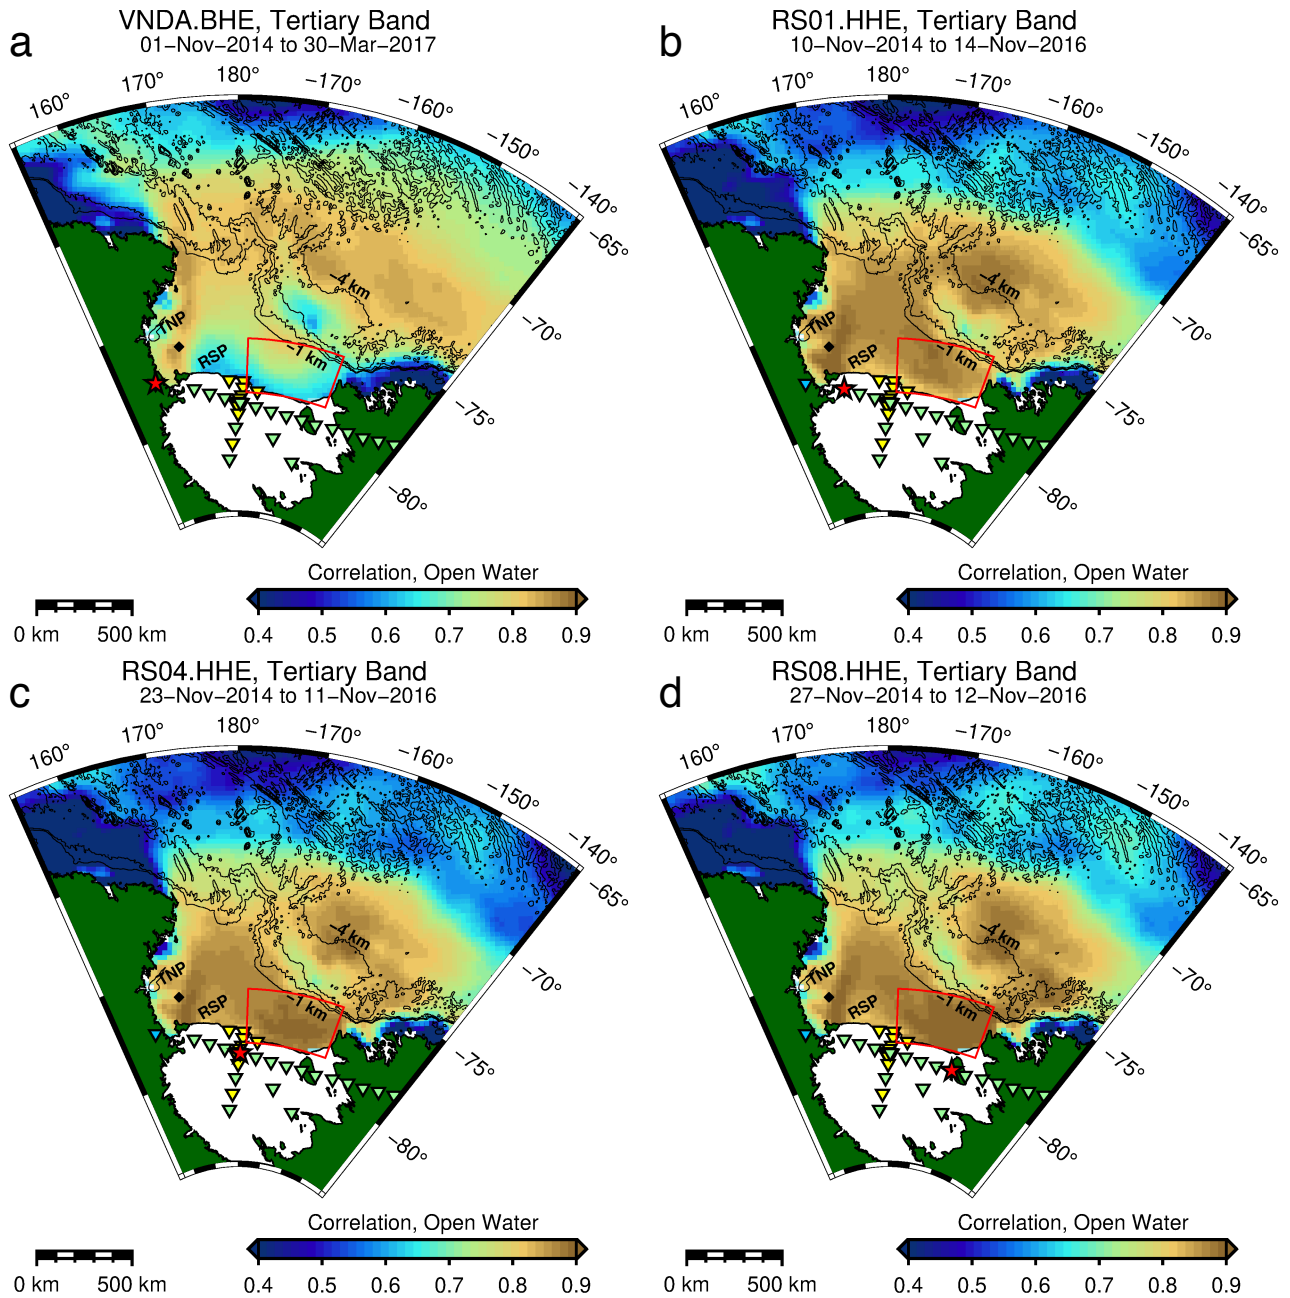 a
VNDA.BHE, Tertiary Band
01−Nov−2014 to 30−Mar−2017
160° 170° 180° −170° −160° −150° −140°
−65°
−70°
−75°
−80°
TNP
RSP
−4 km
−1 km
Correlation, Open Water
0 km 500 km
0.4 0.5 0.6 0.7 0.8 0.9
b
RS01.HHE, Tertiary Band
10−Nov−2014 to 14−Nov−2016
160° 170° 180° −170° −160° −150° −140°
−65°
−70°
−75°
−80°
TNP
RSP
−4 km
−1 km
Correlation, Open Water
0 km 500 km
0.4 0.5 0.6 0.7 0.8 0.9
c
RS04.HHE, Tertiary Band
23−Nov−2014 to 11−Nov−2016
160° 170° 180° −170° −160° −150° −140°
−65°
−70°
−75°
−80°
TNP
RSP
−4 km
−1 km
Correlation, Open Water
0 km 500 km
0.4 0.5 0.6 0.7 0.8 0.9
d
RS08.HHE, Tertiary Band
27−Nov−2014 to 12−Nov−2016
160° 170° 180° −170° −160° −150° −140°
−65°
−70°
−75°
−80°
TNP
RSP
−4 km
−1 km
Correlation, Open Water
0 km 500 km
0.4 0.5 0.6 0.7 0.8 0.9